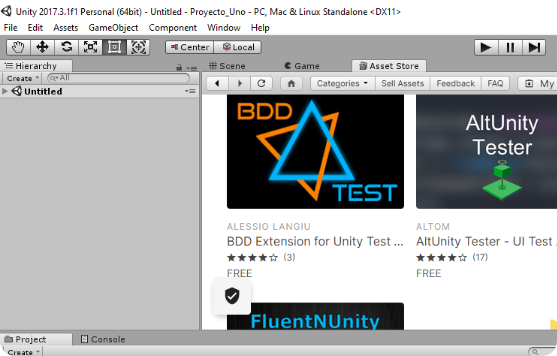 Unity 2017.3.1f1 Personal (64bit) - Untitled - Proyecto_Uno - PC, Mac & Linux Standalone <DX11>
File Edit Assets GameObject Component Window Help
Center Local
Hierarchy
Create All
Untitled
Scene Game Asset Store
Categories Sell Assets Feedback FAQ My
BDD
TEST
AltUnity
Tester
ALESSIO LANGIU
BDD Extension for Unity Test ...
(3)
FREE
ALTOM
AltUnity Tester - UI Test
(17)
FREE
FluentNUnity
Project Console
Create